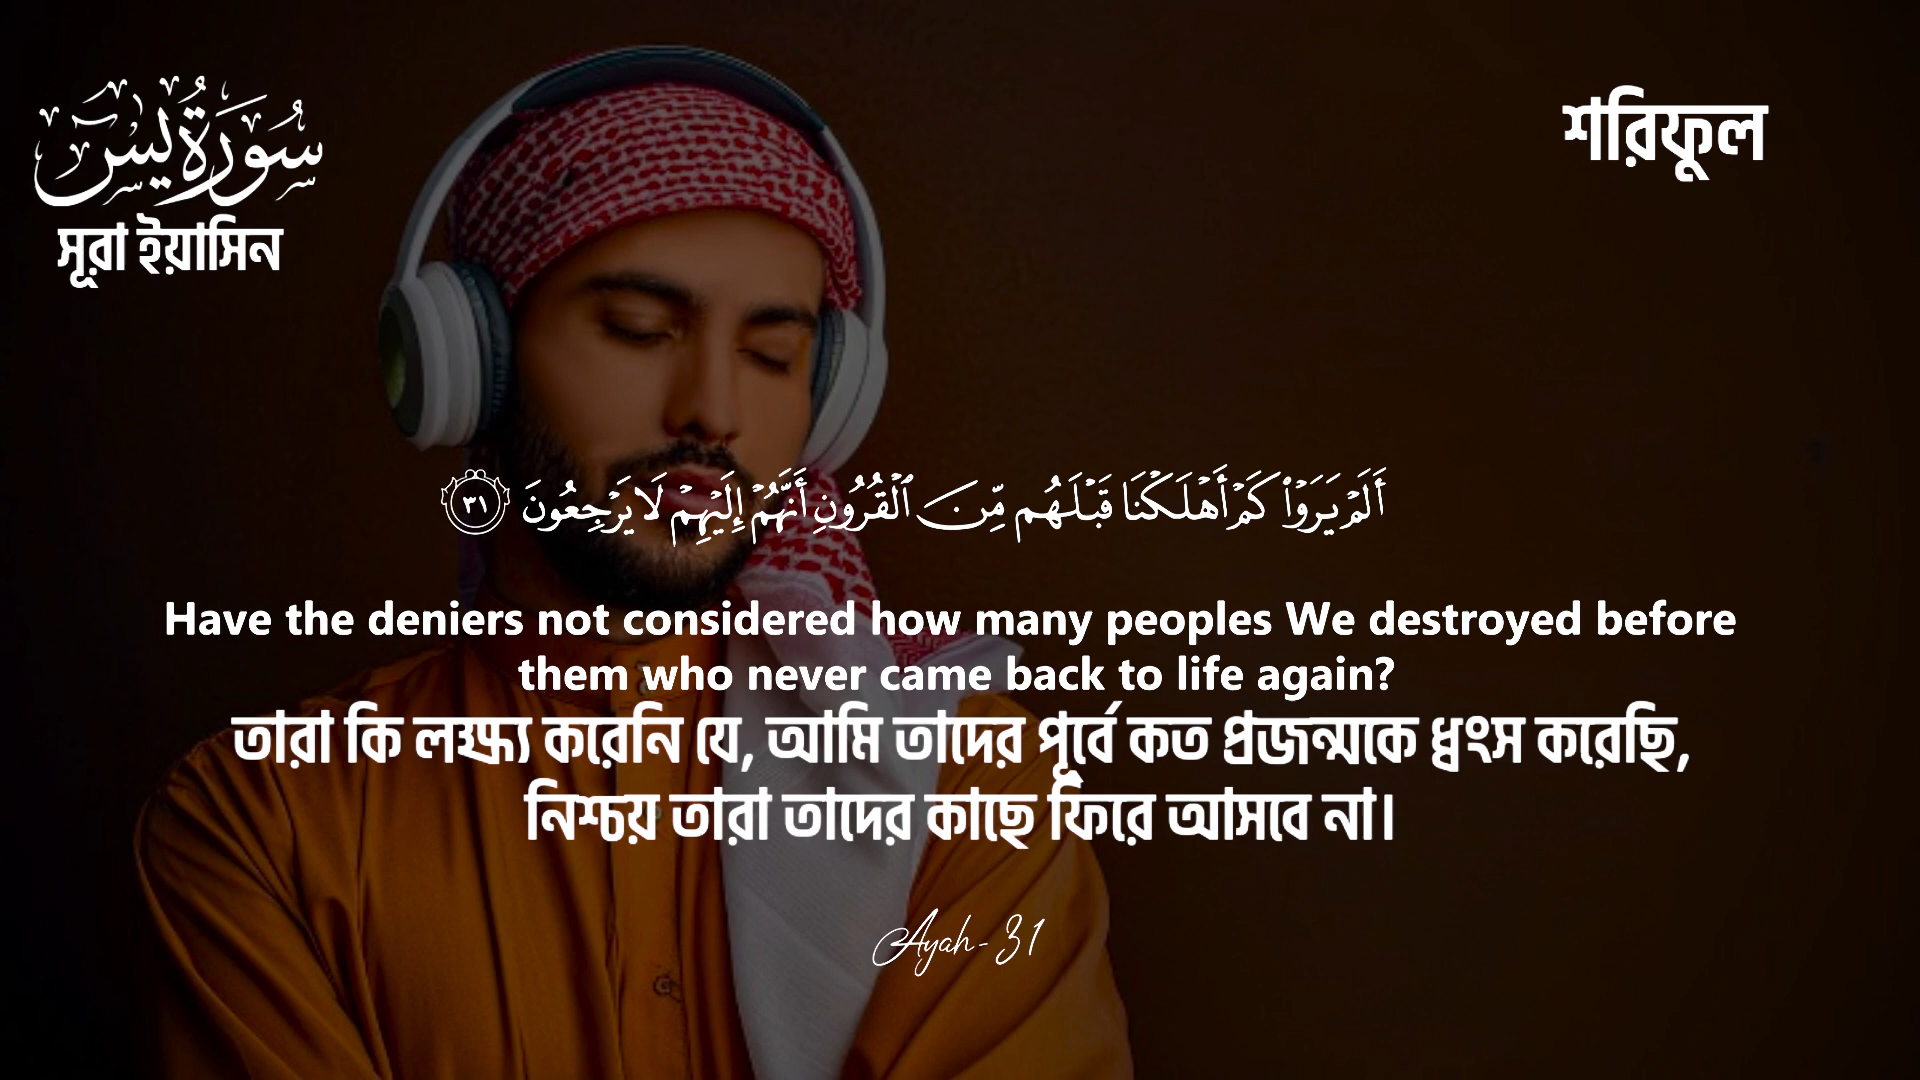 سُورَةُ يسٓ
সূরা ইয়াসিন
শরিফুল
أَلَمْ يَرَوْا۟ كَمْ أَهْلَكْنَا قَبْلَهُم مِّنَ ٱلْقُرُونِ أَنَّهُمْ إِلَيْهِمْ لَا يَرْجِعُونَ ٣١
Have the deniers not considered how many peoples We destroyed before
them who never came back to life again?
তারা কি লক্ষ্য করেনি যে, আমি তাদের পূর্বে কত প্রজন্মকে ধ্বংস করেছি,
নিশ্চয় তারা তাদের কাছে ফিরে আসবে না।
Ayah- 31